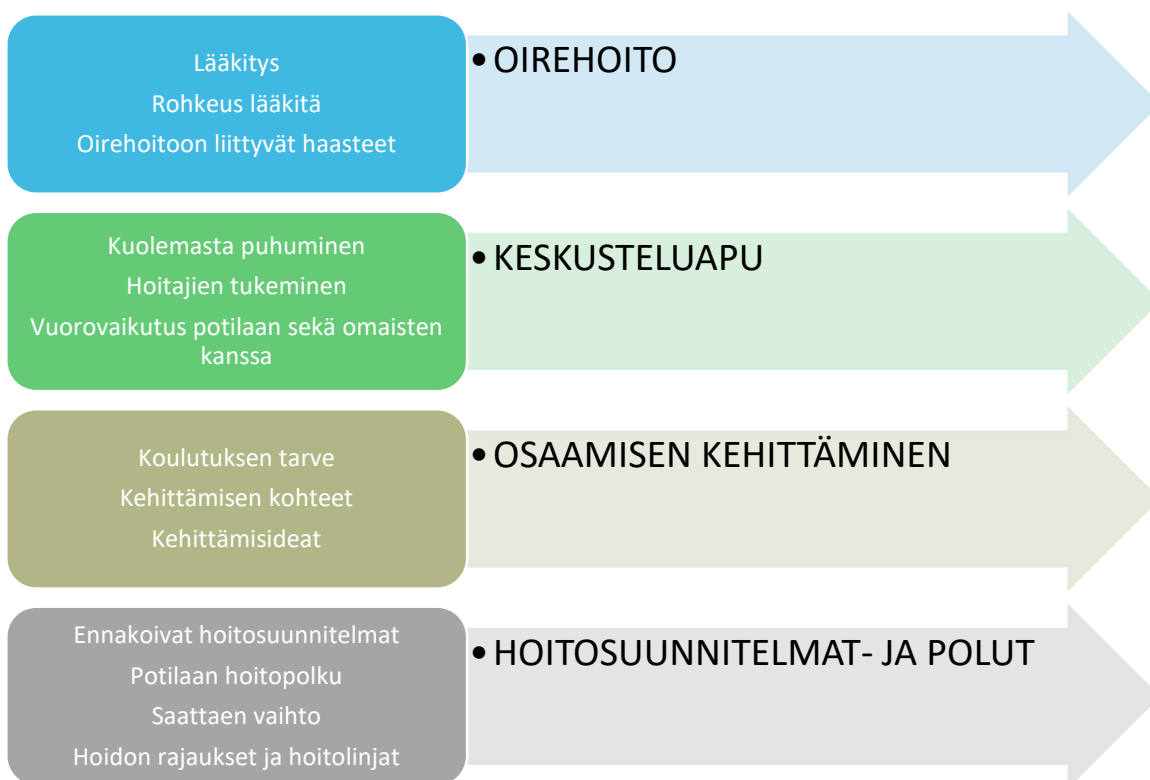 Lääkitys
Rohkeus lääkitä
Oirehoitoon liittyvät haasteet
• OIREHOITO
Kuolemasta puhuminen
Hoitajien tukeminen
Vuorovaikutus potilaan sekä omaisten
kanssa
• KESKUSTELUAPU
Koulutuksen tarve
Kehittämisen kohteet
Kehittämisideat
• OSAAMISEN KEHITTÄMINEN
Ennakoivat hoitosuunnitelmat
Potilaan hoitopolku
Saattaen vaihto
Hoidon rajaukset ja hoitolinjat
• HOITOSUUNNITELMAT- JA POLUT